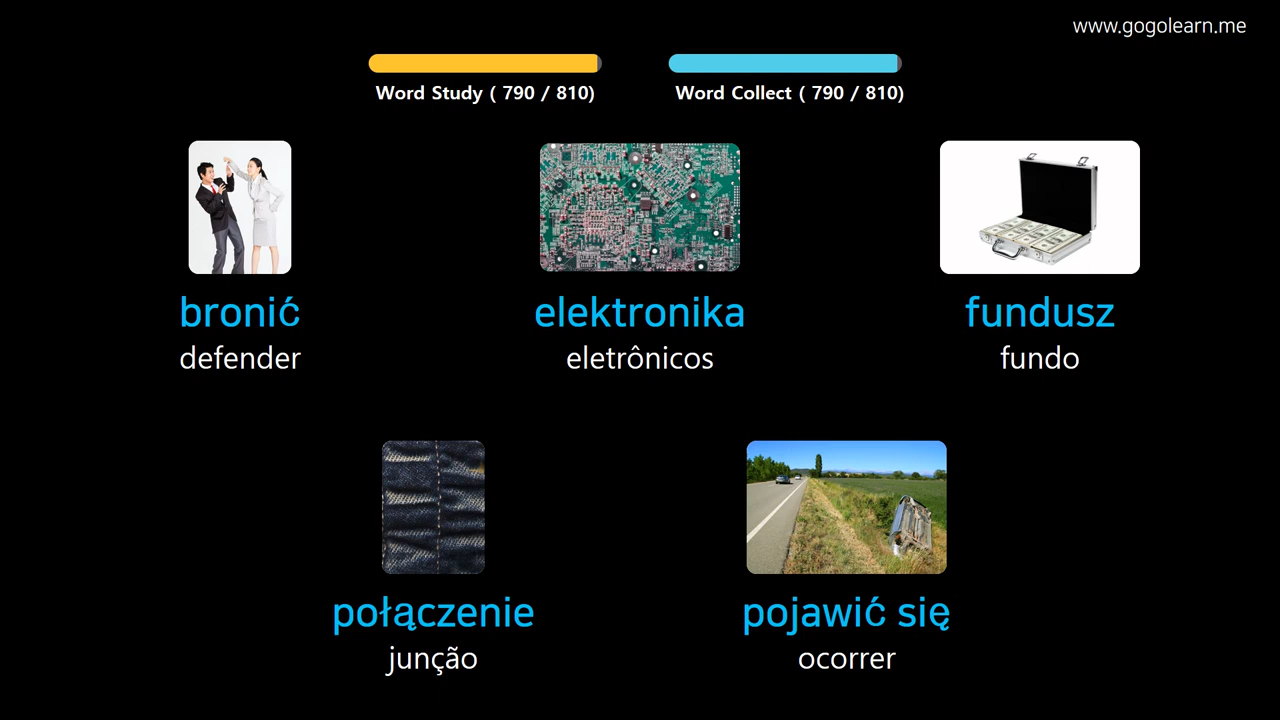 www.gogolearn.me
Word Study ( 790 / 810)
Word Collect ( 790 / 810)
bronić
defender
elektronika
eletrônicos
fundusz
fundo
połączenie
junção
pojawić się
ocorrer